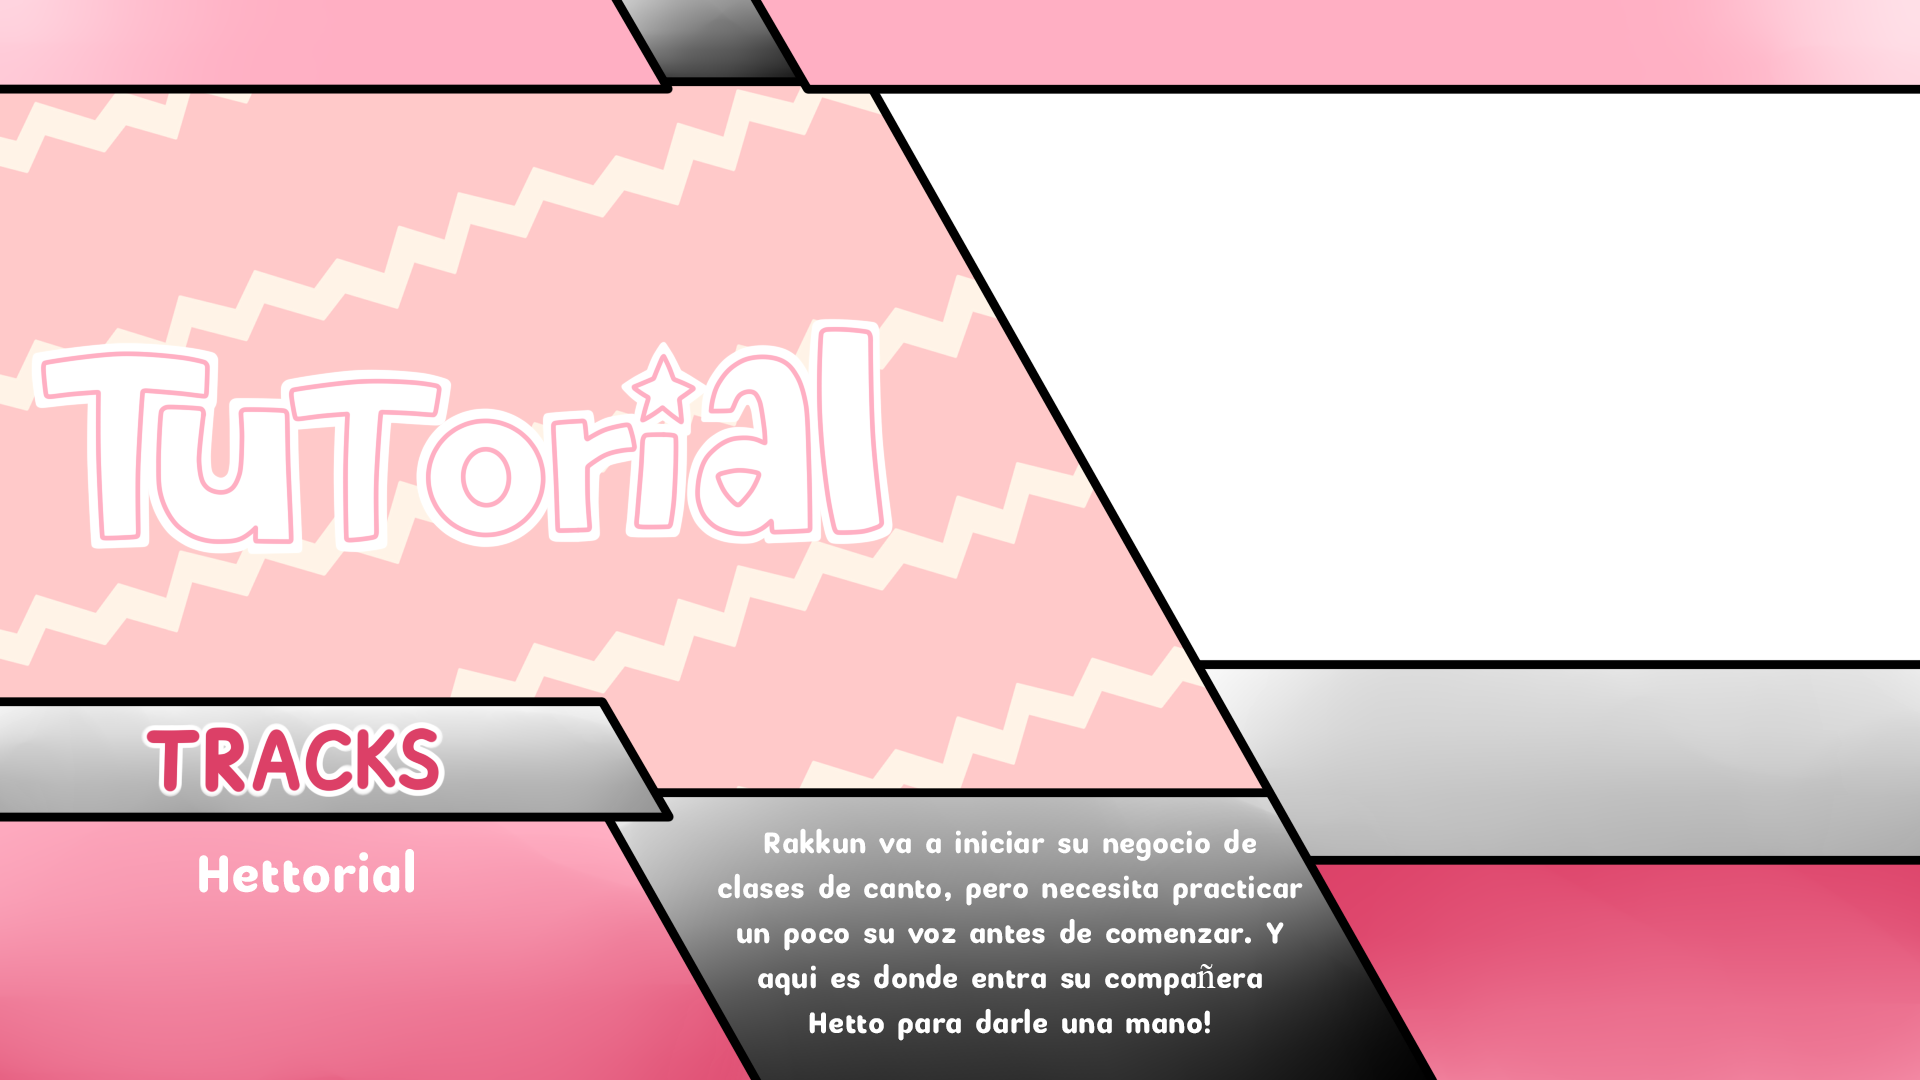 TuTorial
TRACKS
Hettorial
Rakkun va a iniciar su negocio de
clases de canto, pero necesita practicar
un poco su voz antes de comenzar. Y
aqui es donde entra su compañera
Hetto para darle una mano!